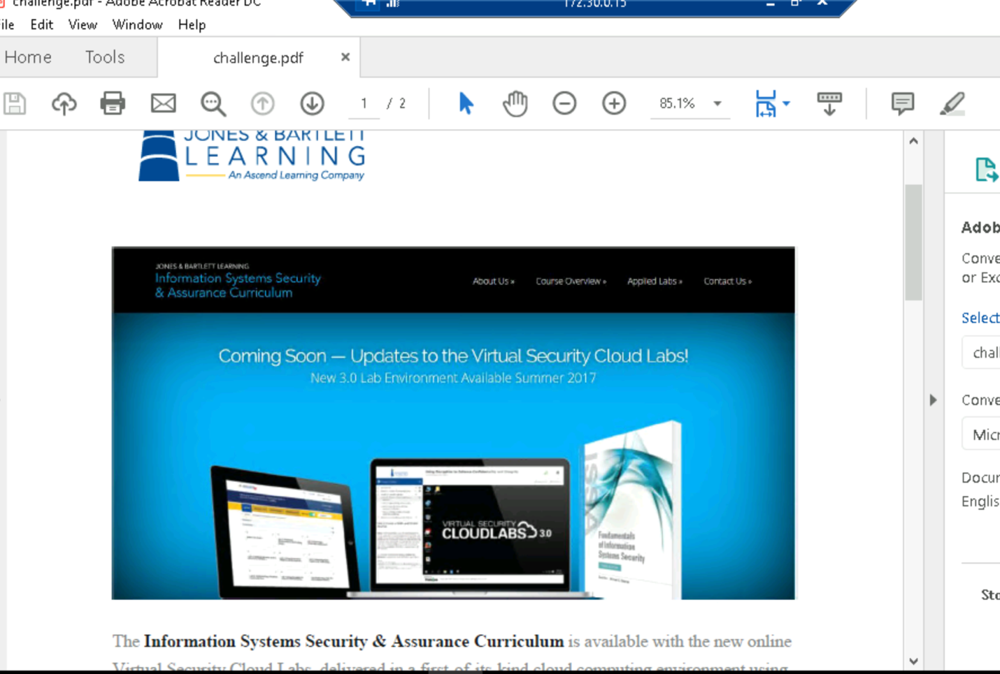 challenge.pdf - Adobe Acrobat Reader DC
172.30.0.15
File Edit View Window Help
Home Tools challenge.pdf
1 / 2 85.1%
JONES & BARTLETT
LEARNING
An Ascend Learning Company
JONES & BARTLETT LEARNING
Information Systems Security
& Assurance Curriculum
About Us » Course Overview » Applied Labs » Contact Us »
Coming Soon — Updates to the Virtual Security Cloud Labs!
New 3.0 Lab Environment Available Summer 2017
VIRTUAL SECURITY
CLOUDLABS 3.0
Fundamentals
of Information
Systems Security
The Information Systems Security & Assurance Curriculum is available with the new online
Virtual Security Cloud Labs, delivered in a first-of-its-kind cloud computing environment using
Adob
Conve
or Exc
Select
chall
Conve
Micr
Docum
Englis
Sto